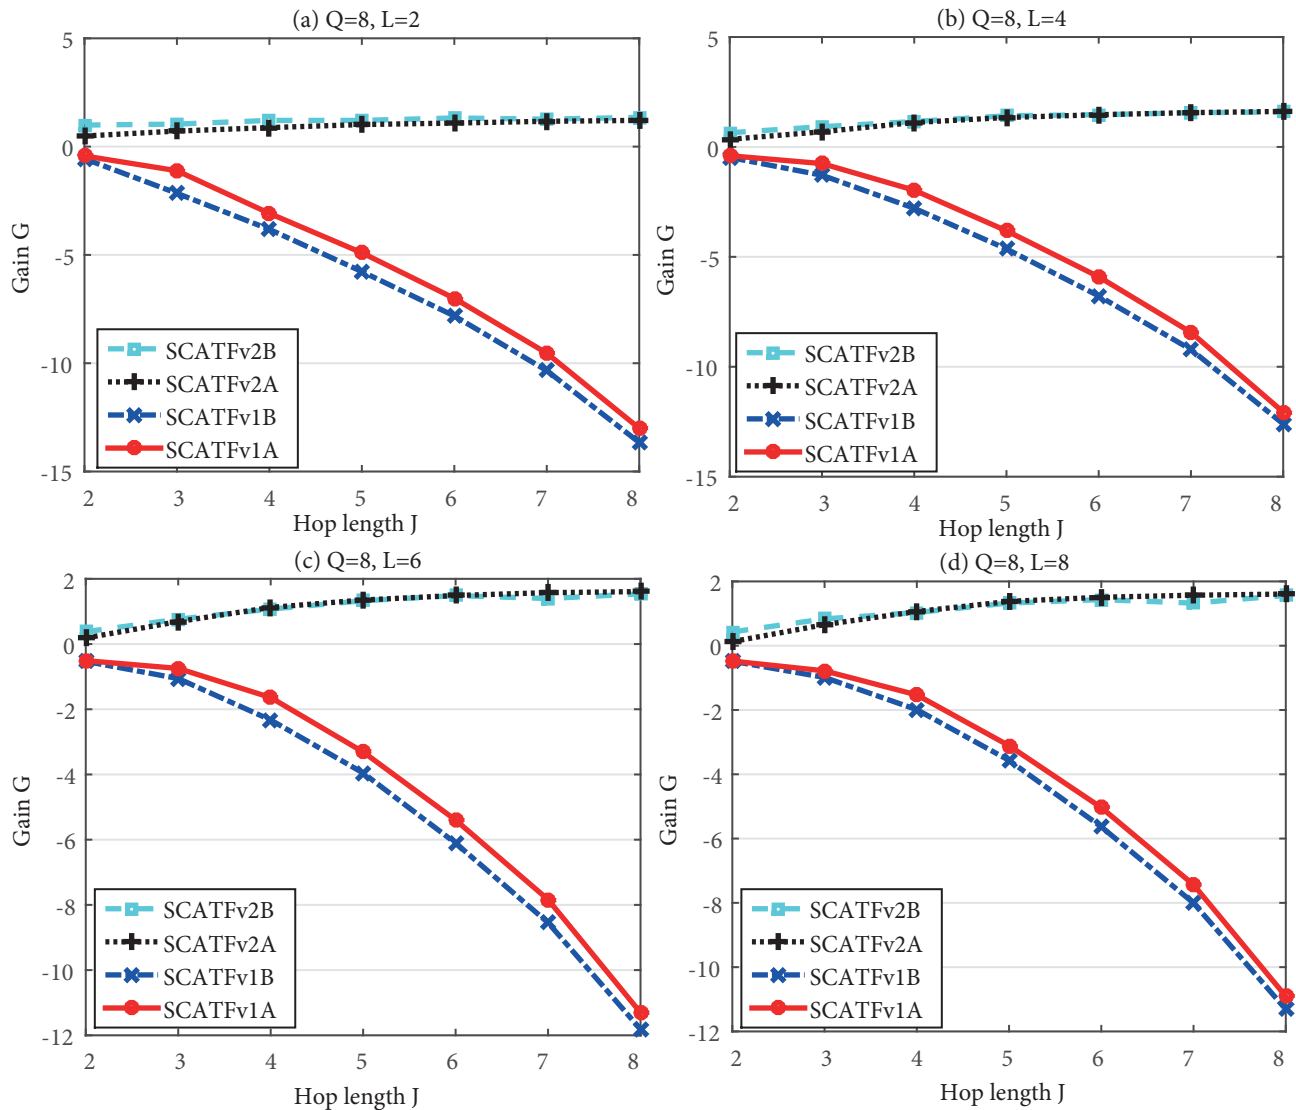 (a) Q=8, L=2
5
0
-5
-10
-15
Gain G
SCATFv2B
SCATFv2A
SCATFv1B
SCATFv1A
2 3 4 5 6 7 8
Hop length J
(b) Q=8, L=4
5
0
-5
-10
-15
Gain G
SCATFv2B
SCATFv2A
SCATFv1B
SCATFv1A
2 3 4 5 6 7 8
Hop length J
(c) Q=8, L=6
2
0
-2
-4
-6
-8
-10
-12
Gain G
SCATFv2B
SCATFv2A
SCATFv1B
SCATFv1A
2 3 4 5 6 7 8
Hop length J
(d) Q=8, L=8
2
0
-2
-4
-6
-8
-10
-12
Gain G
SCATFv2B
SCATFv2A
SCATFv1B
SCATFv1A
2 3 4 5 6 7 8
Hop length J